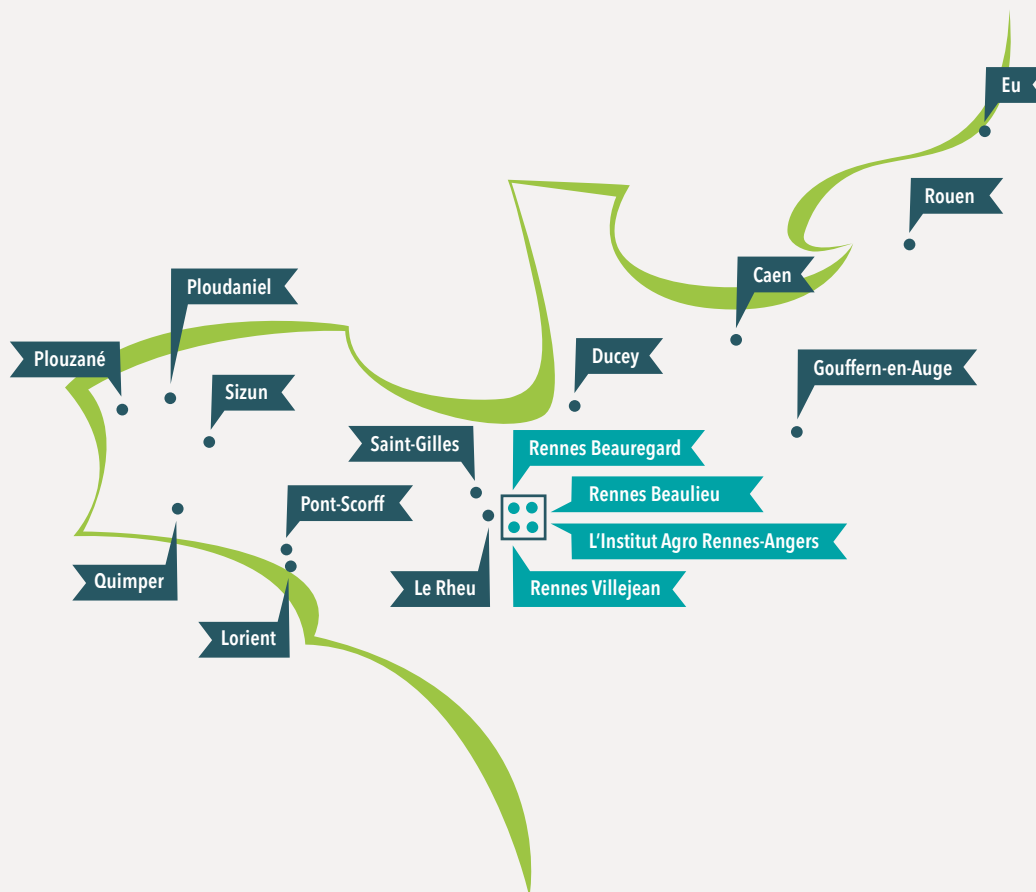 Eu
Rouen
Caen
Ploudaniel
Plouzané
Ducey
Gouffern-en-Auge
Sizun
Saint-Gilles
Rennes Beauregard
Rennes Beaulieu
Pont-Scorff
L'Institut Agro Rennes-Angers
Quimper
Le Rheu
Rennes Villejean
Lorient